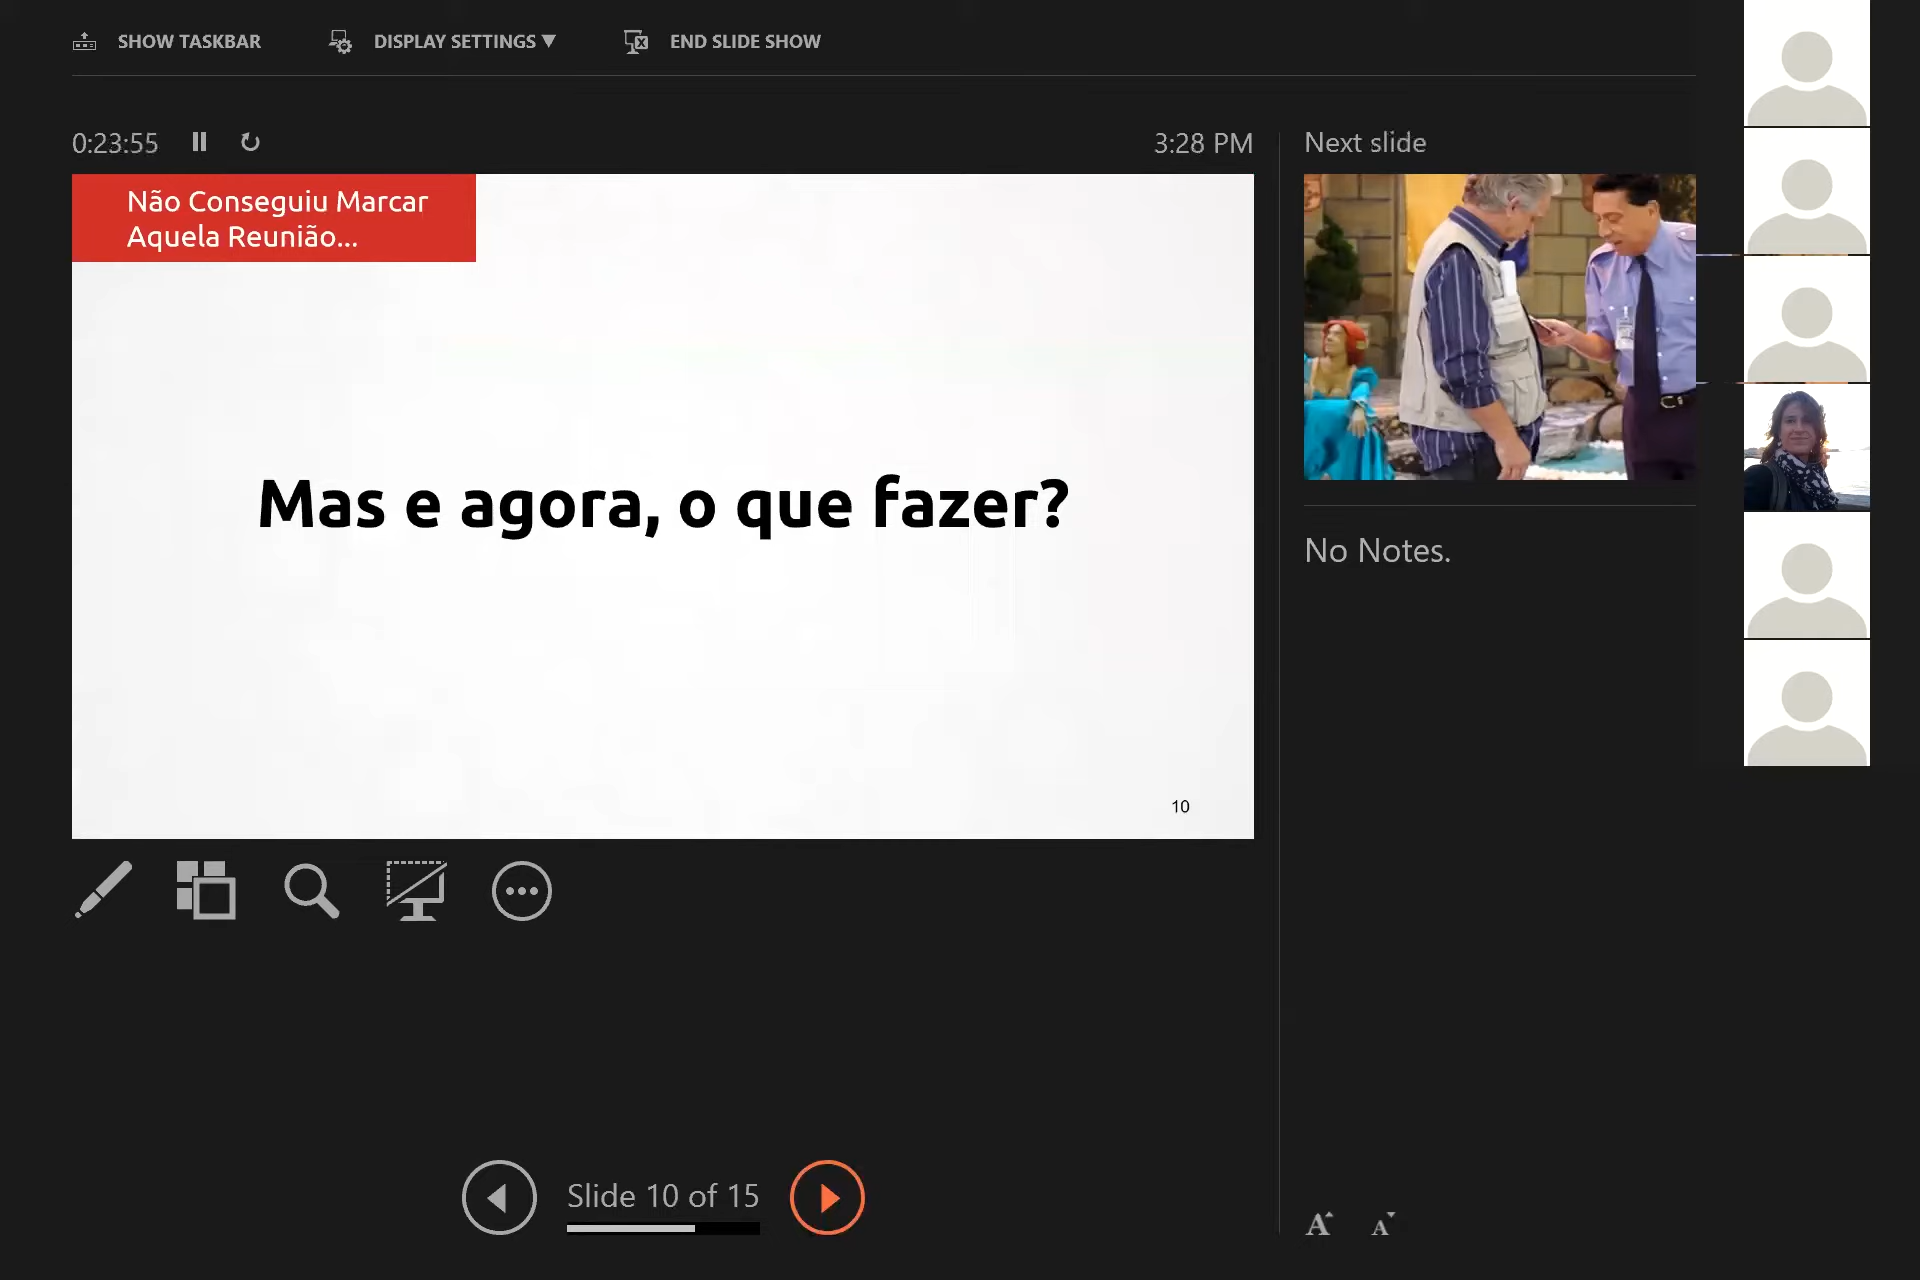 SHOW TASKBAR
DISPLAY SETTINGS ▼
END SLIDE SHOW
0:23:55
3:28 PM
Next slide
Não Conseguiu Marcar
Aquela Reunião...
Mas e agora, o que fazer?
10
No Notes.
Slide 10 of 15
A
A